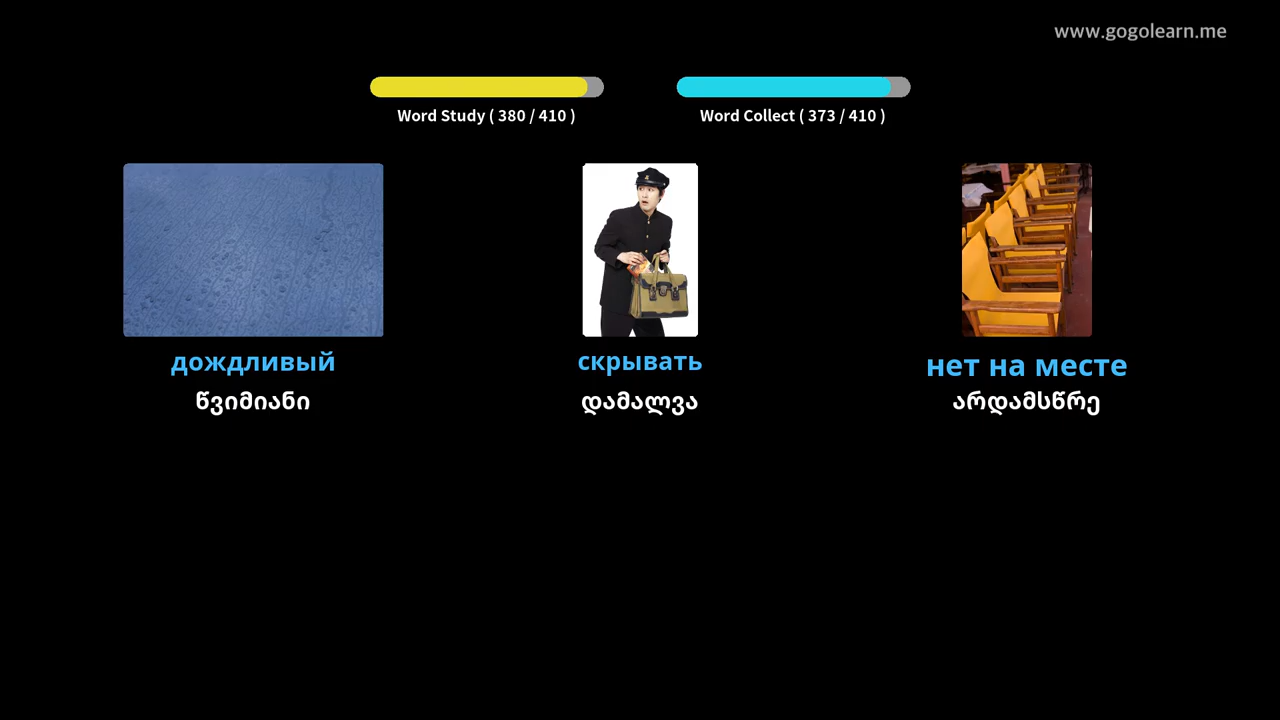 www.gogolearn.me
Word Study ( 380 / 410 )
Word Collect ( 373 / 410 )
дождливый
წვიმიანი
скрывать
დამალვა
нет на месте
არდამსწრე